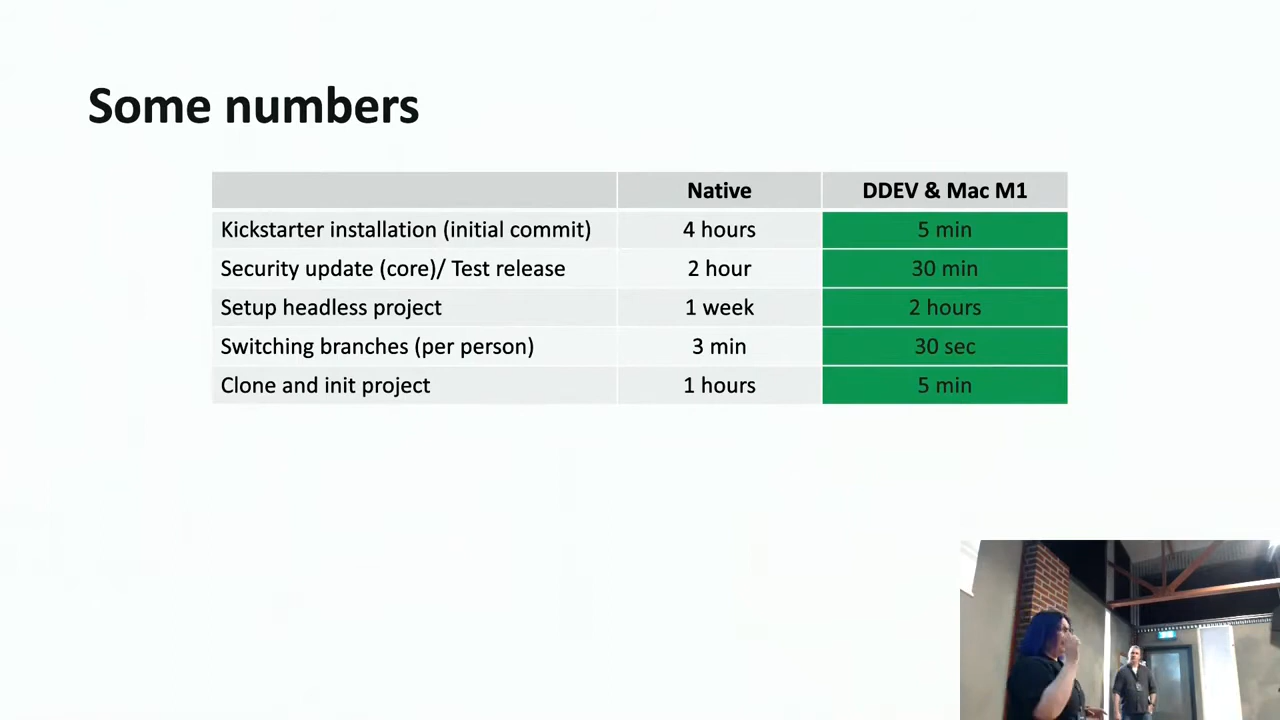 Some numbers
Native DDEV & Mac M1
Kickstarter installation (initial commit) 4 hours 5 min
Security update (core)/ Test release 2 hour 30 min
Setup headless project 1 week 2 hours
Switching branches (per person) 3 min 30 sec
Clone and init project 1 hours 5 min